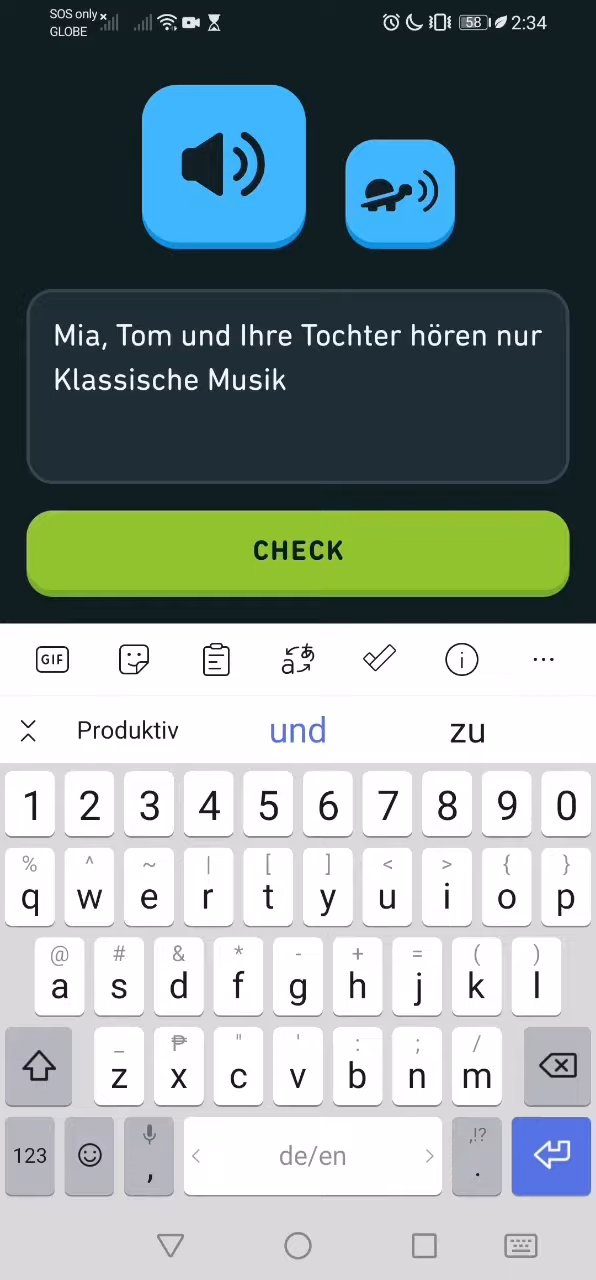 SOS only
GLOBE
58 2:34
Mia, Tom und Ihre Tochter hören nur
Klassische Musik
CHECK
GIF
Produktiv und zu
1 2 3 4 5 6 7 8 9 0
% ^ ~ | [ ] < > { }
q w e r t y u i o p
@ # & * - + = ( )
a s d f g h j k l
_ ₱ " ' : ; /
z x c v b n m
123 , < de/en > ,!? .